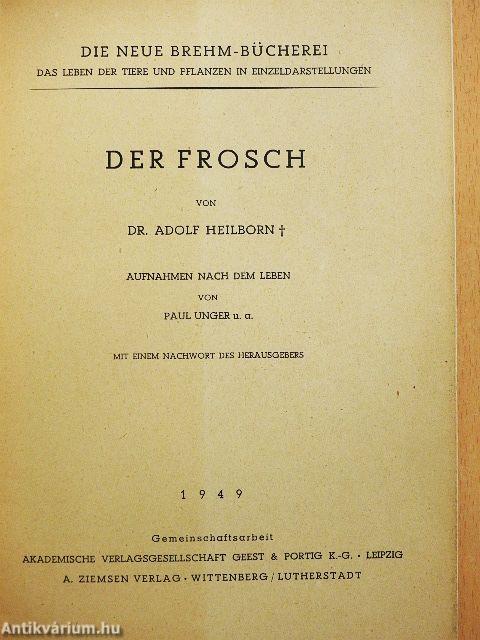 DIE NEUE BREHM-BÜCHEREI
DAS LEBEN DER TIERE UND PFLANZEN IN EINZELDARSTELLUNGEN
DER FROSCH
VON
DR. ADOLF HEILBORN †
AUFNAHMEN NACH DEM LEBEN
VON
PAUL UNGER u. a.
MIT EINEM NACHWORT DES HERAUSGEBERS
1949
Gemeinschaftsarbeit
AKADEMISCHE VERLAGSGESELLSCHAFT GEEST & PORTIG K.-G. · LEIPZIG
A. ZIEMSEN VERLAG · WITTENBERG/LUTHERSTADT
Antikvárium.hu